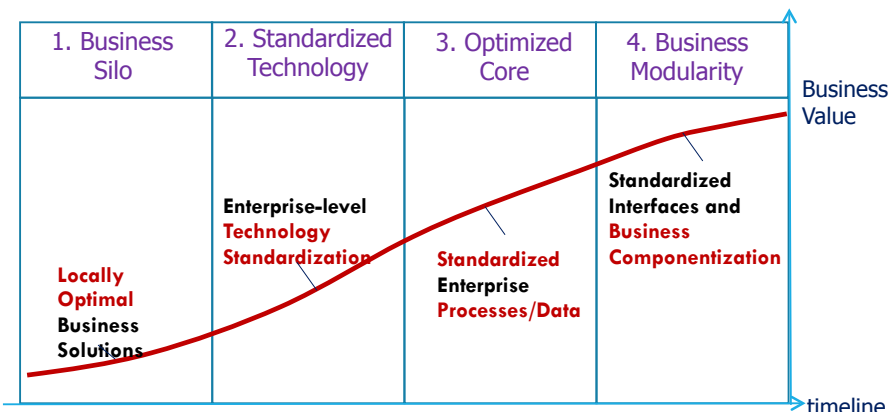 1. Business
Silo
2. Standardized
Technology
3. Optimized
Core
4. Business
Modularity
Business
Value
Locally
Optimal
Business
Solutions
Enterprise-level
Technology
Standardization
Standardized
Enterprise
Processes/Data
Standardized
Interfaces and
Business
Componentization
timeline